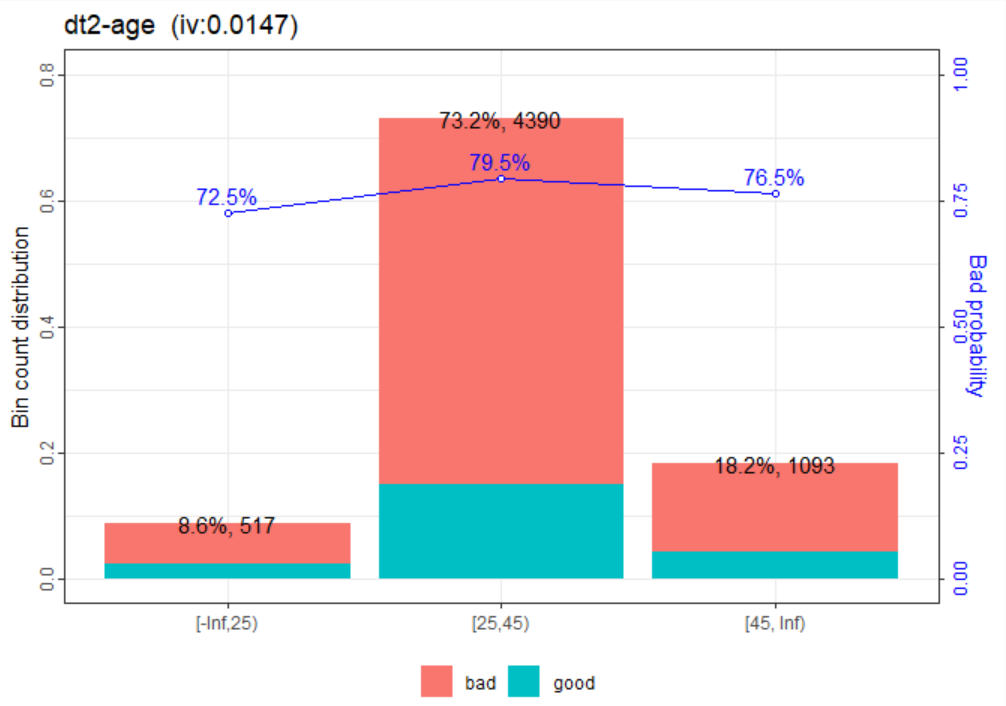 dt2-age (iv:0.0147)
0.8
0.6
0.4
0.2
0.0
Bin count distribution
73.2%, 4390
79.5%
72.5%
76.5%
18.2%, 1093
8.6%, 517
1.00
0.75
0.50
0.25
0.00
Bad probability
[-Inf,25)
[25,45)
[45, Inf)
bad
good